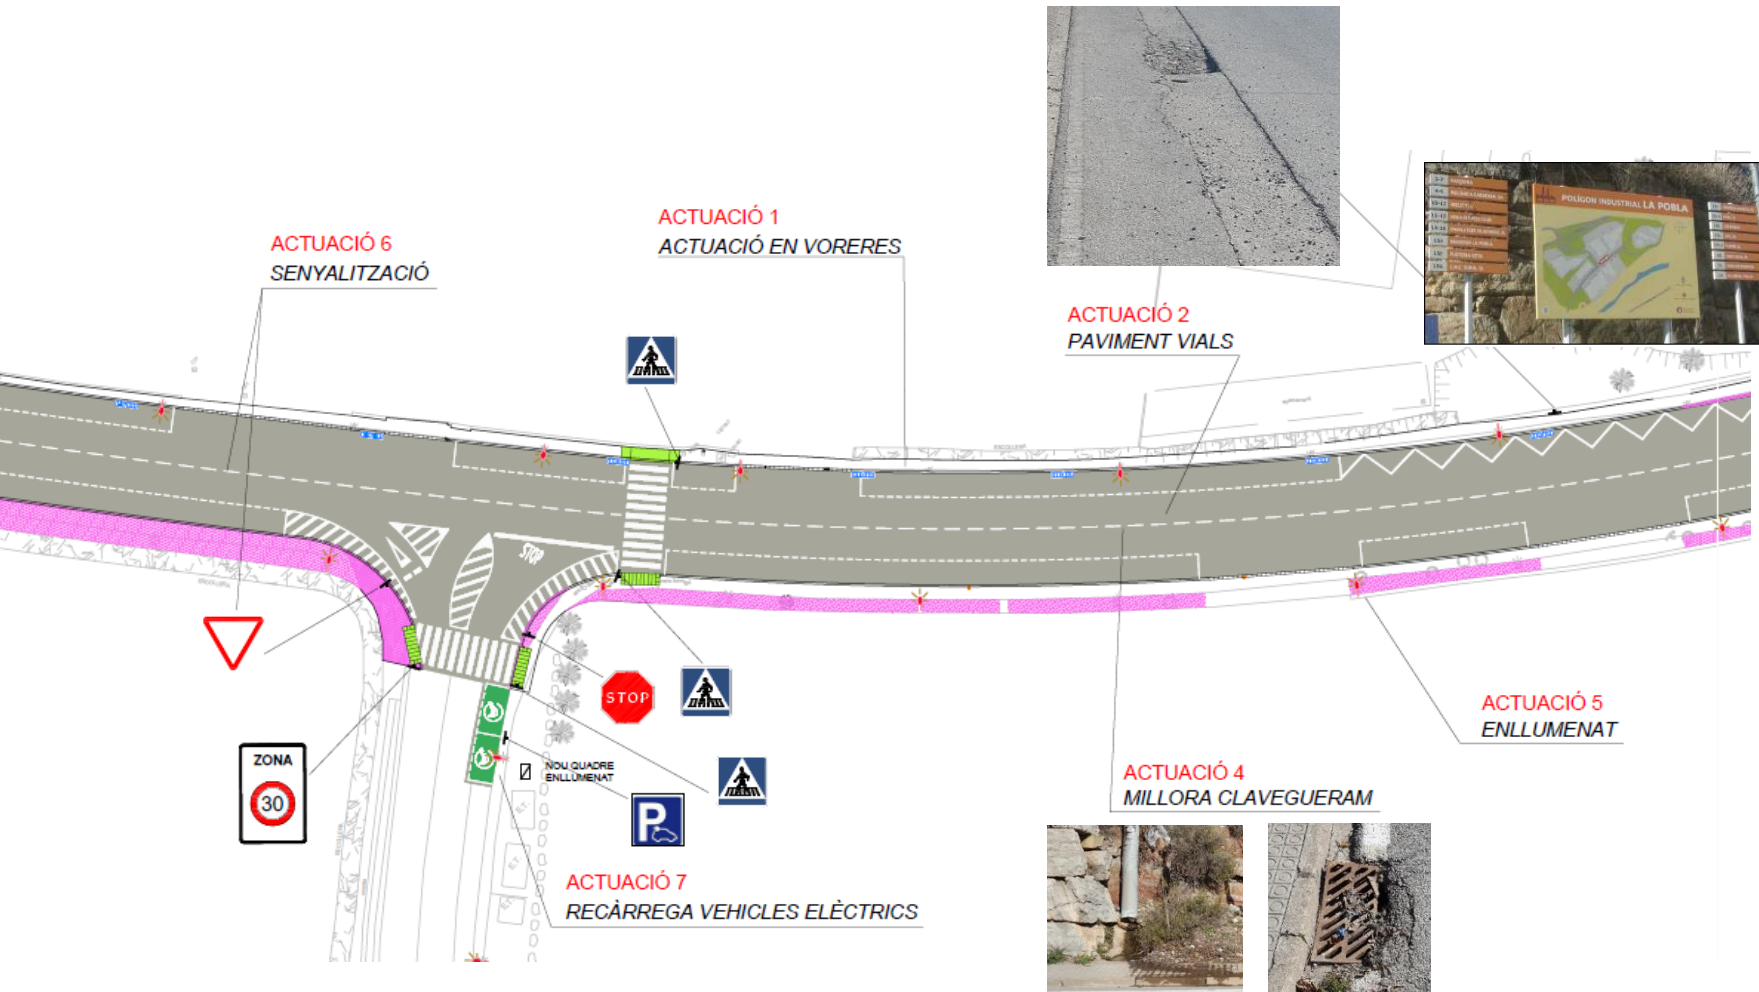 ACTUACIÓ 6
SENYALITZACIÓ
ACTUACIÓ 1
ACTUACIÓ EN VORERES
ACTUACIÓ 2
PAVIMENT VIALS
POLÍGON INDUSTRIAL LA POBLA
STOP
STOP
ZONA
30
NOU QUADRE
ENLLUMENAT
P
E.T.
E.T.
E.T.
ACTUACIÓ 5
ENLLUMENAT
ACTUACIÓ 4
MILLORA CLAVEGUERAM
ACTUACIÓ 7
RECÀRREGA VEHICLES ELÈCTRICS